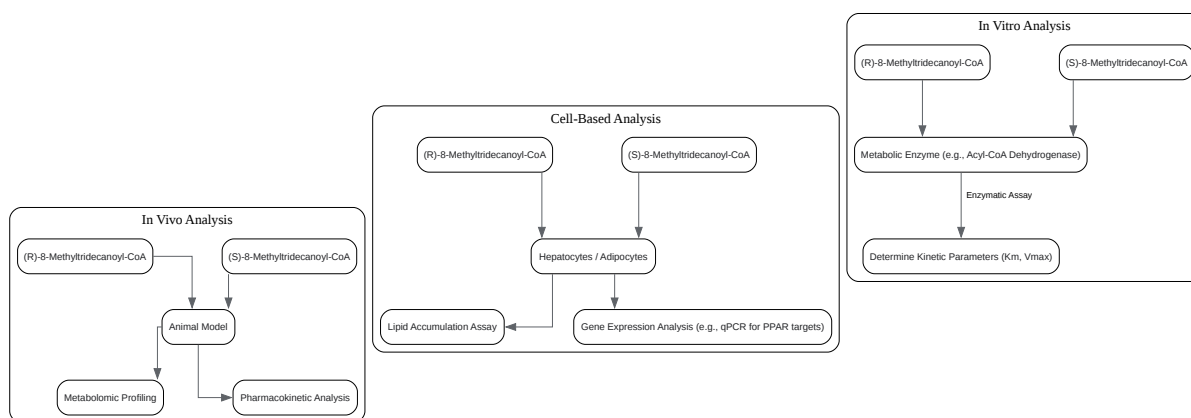 In Vitro Analysis
(R)-8-Methyltridecanoyl-CoA
(S)-8-Methyltridecanoyl-CoA
Metabolic Enzyme (e.g., Acyl-CoA Dehydrogenase)
Enzymatic Assay
Determine Kinetic Parameters (Km, Vmax)
Cell-Based Analysis
(R)-8-Methyltridecanoyl-CoA
(S)-8-Methyltridecanoyl-CoA
Hepatocytes / Adipocytes
Lipid Accumulation Assay
Gene Expression Analysis (e.g., qPCR for PPAR targets)
In Vivo Analysis
(R)-8-Methyltridecanoyl-CoA
(S)-8-Methyltridecanoyl-CoA
Animal Model
Metabolomic Profiling
Pharmacokinetic Analysis